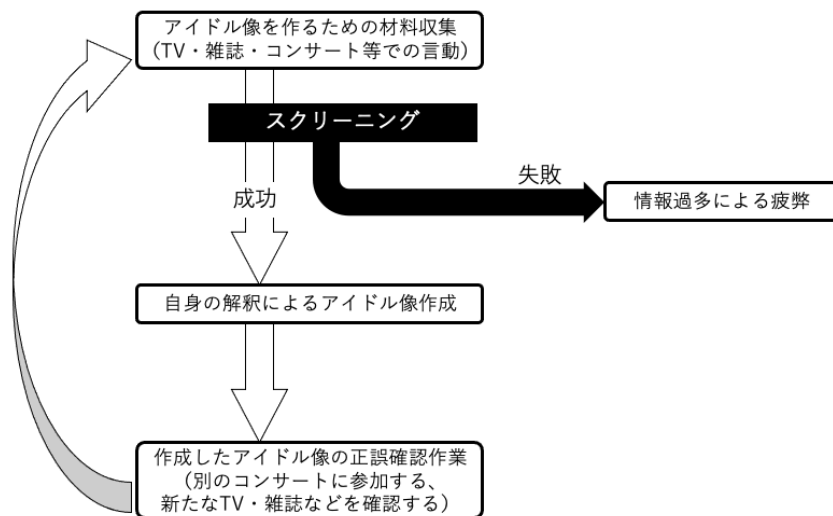 アイドル像を作るための材料収集
（TV・雑誌・コンサート等での言動）
スクリーニング
失敗
成功
情報過多による疲弊
自身の解釈によるアイドル像作成
作成したアイドル像の正誤確認作業
（別のコンサートに参加する、
新たなTV・雑誌などを確認する）